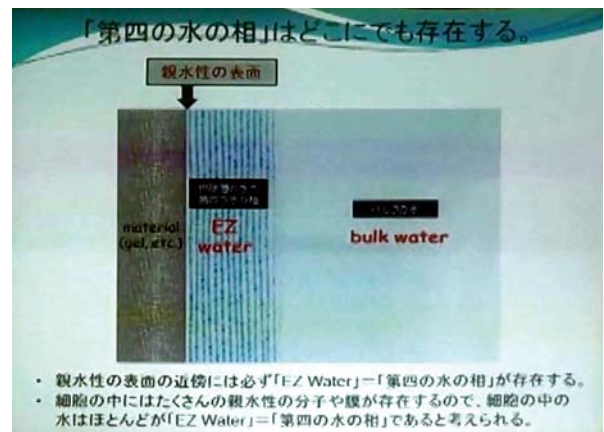 「第四の水の相」はどこにでも存在する。
親水性の表面
material
(gel, etc.)
EZ
water
bulk water
・ 親水性の表面の近傍には必ず「EZ Water」=「第四の水の相」が存在する。
・ 細胞の中にはたくさんの親水性の分子や膜が存在するので、細胞の中の
水はほとんどが「EZ Water」=「第四の水の相」であると考えられる。